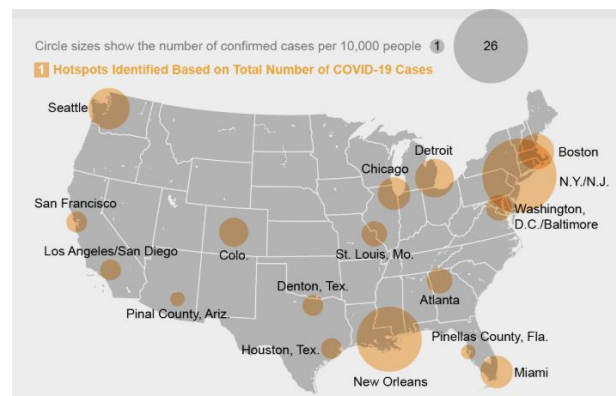 Circle sizes show the number of confirmed cases per 10,000 people 1 26
1 Hotspots Identified Based on Total Number of COVID-19 Cases
Seattle
Detroit
Boston
Chicago
N.Y./N.J.
San Francisco
Washington,
D.C./Baltimore
Los Angeles/San Diego
Colo.
St. Louis, Mo.
Denton, Tex.
Atlanta
Pinal County, Ariz.
Pinellas County, Fla.
Houston, Tex.
Miami
New Orleans